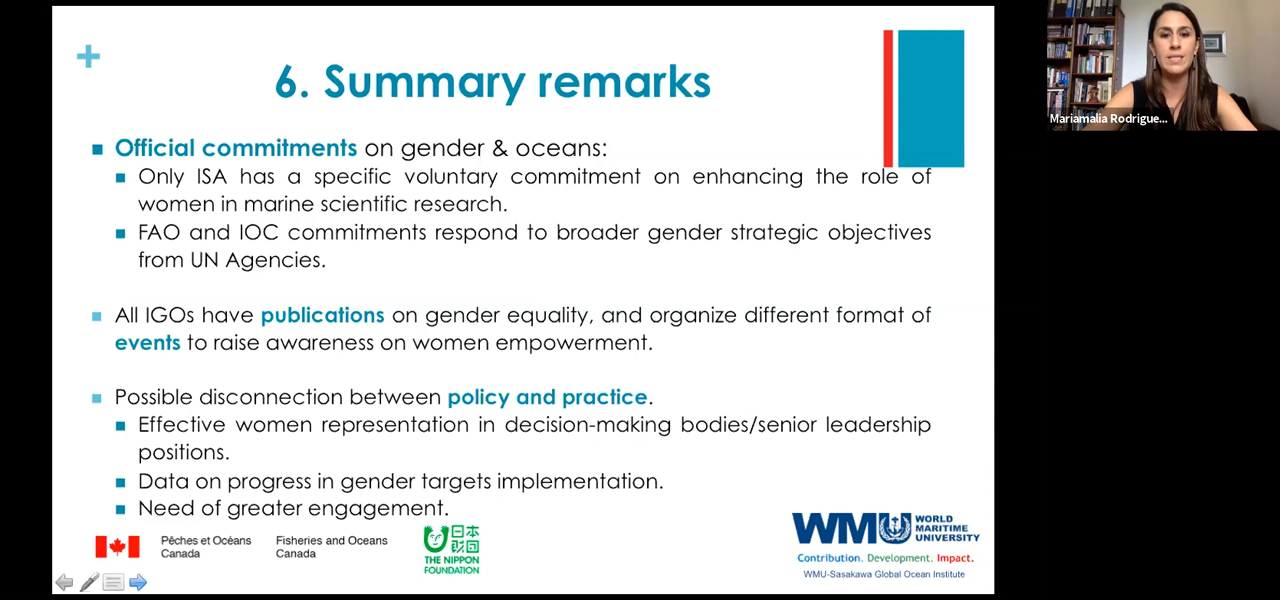 6. Summary remarks
Official commitments on gender & oceans:
Only ISA has a specific voluntary commitment on enhancing the role of
women in marine scientific research.
FAO and IOC commitments respond to broader gender strategic objectives
from UN Agencies.
All IGOs have publications on gender equality, and organize different format of
events to raise awareness on women empowerment.
Possible disconnection between policy and practice.
Effective women representation in decision-making bodies/senior leadership
positions.
Data on progress in gender targets implementation.
Need of greater engagement.
Pêches et Océans
Canada
Fisheries and Oceans
Canada
日本
財団
THE NIPPON
FOUNDATION
WMU
WORLD
MARITIME
UNIVERSITY
Contribution. Development. Impact.
WMU-Sasakawa Global Ocean Institute
Mariamalia Rodrigue...